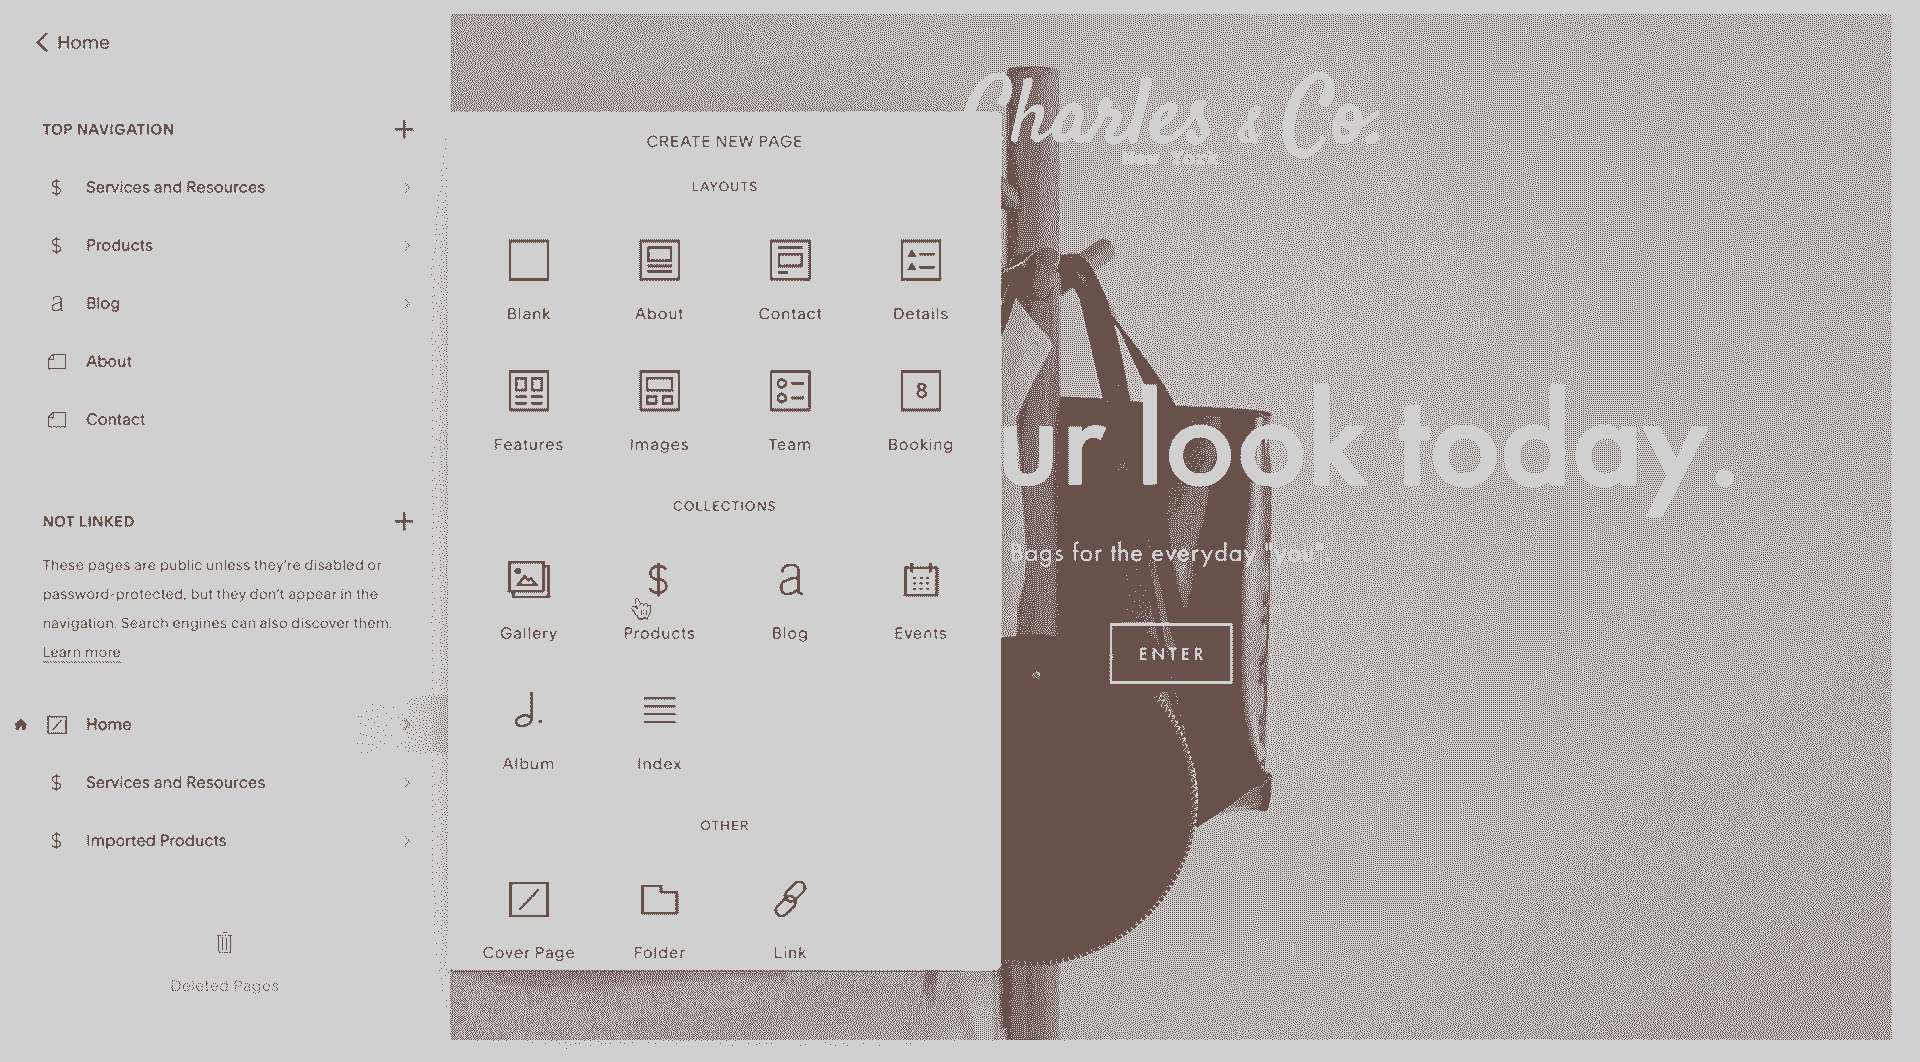 Home
TOP NAVIGATION
$ Services and Resources
$ Products
a Blog
About
Contact
NOT LINKED
These pages are public unless they're disabled or
password-protected, but they don't appear in the
navigation. Search engines can also discover them.
Learn more
Home
$ Services and Resources
$ Imported Products
Deleted Pages
CREATE NEW PAGE
LAYOUTS
Blank About Contact Details
8
Features Images Team Booking
COLLECTIONS
$ a
Gallery Products Blog Events
Album Index
OTHER
Cover Page Folder Link
Charles & Co.
NEW YORK
ur look today.
Bags for the everyday "you"
ENTER